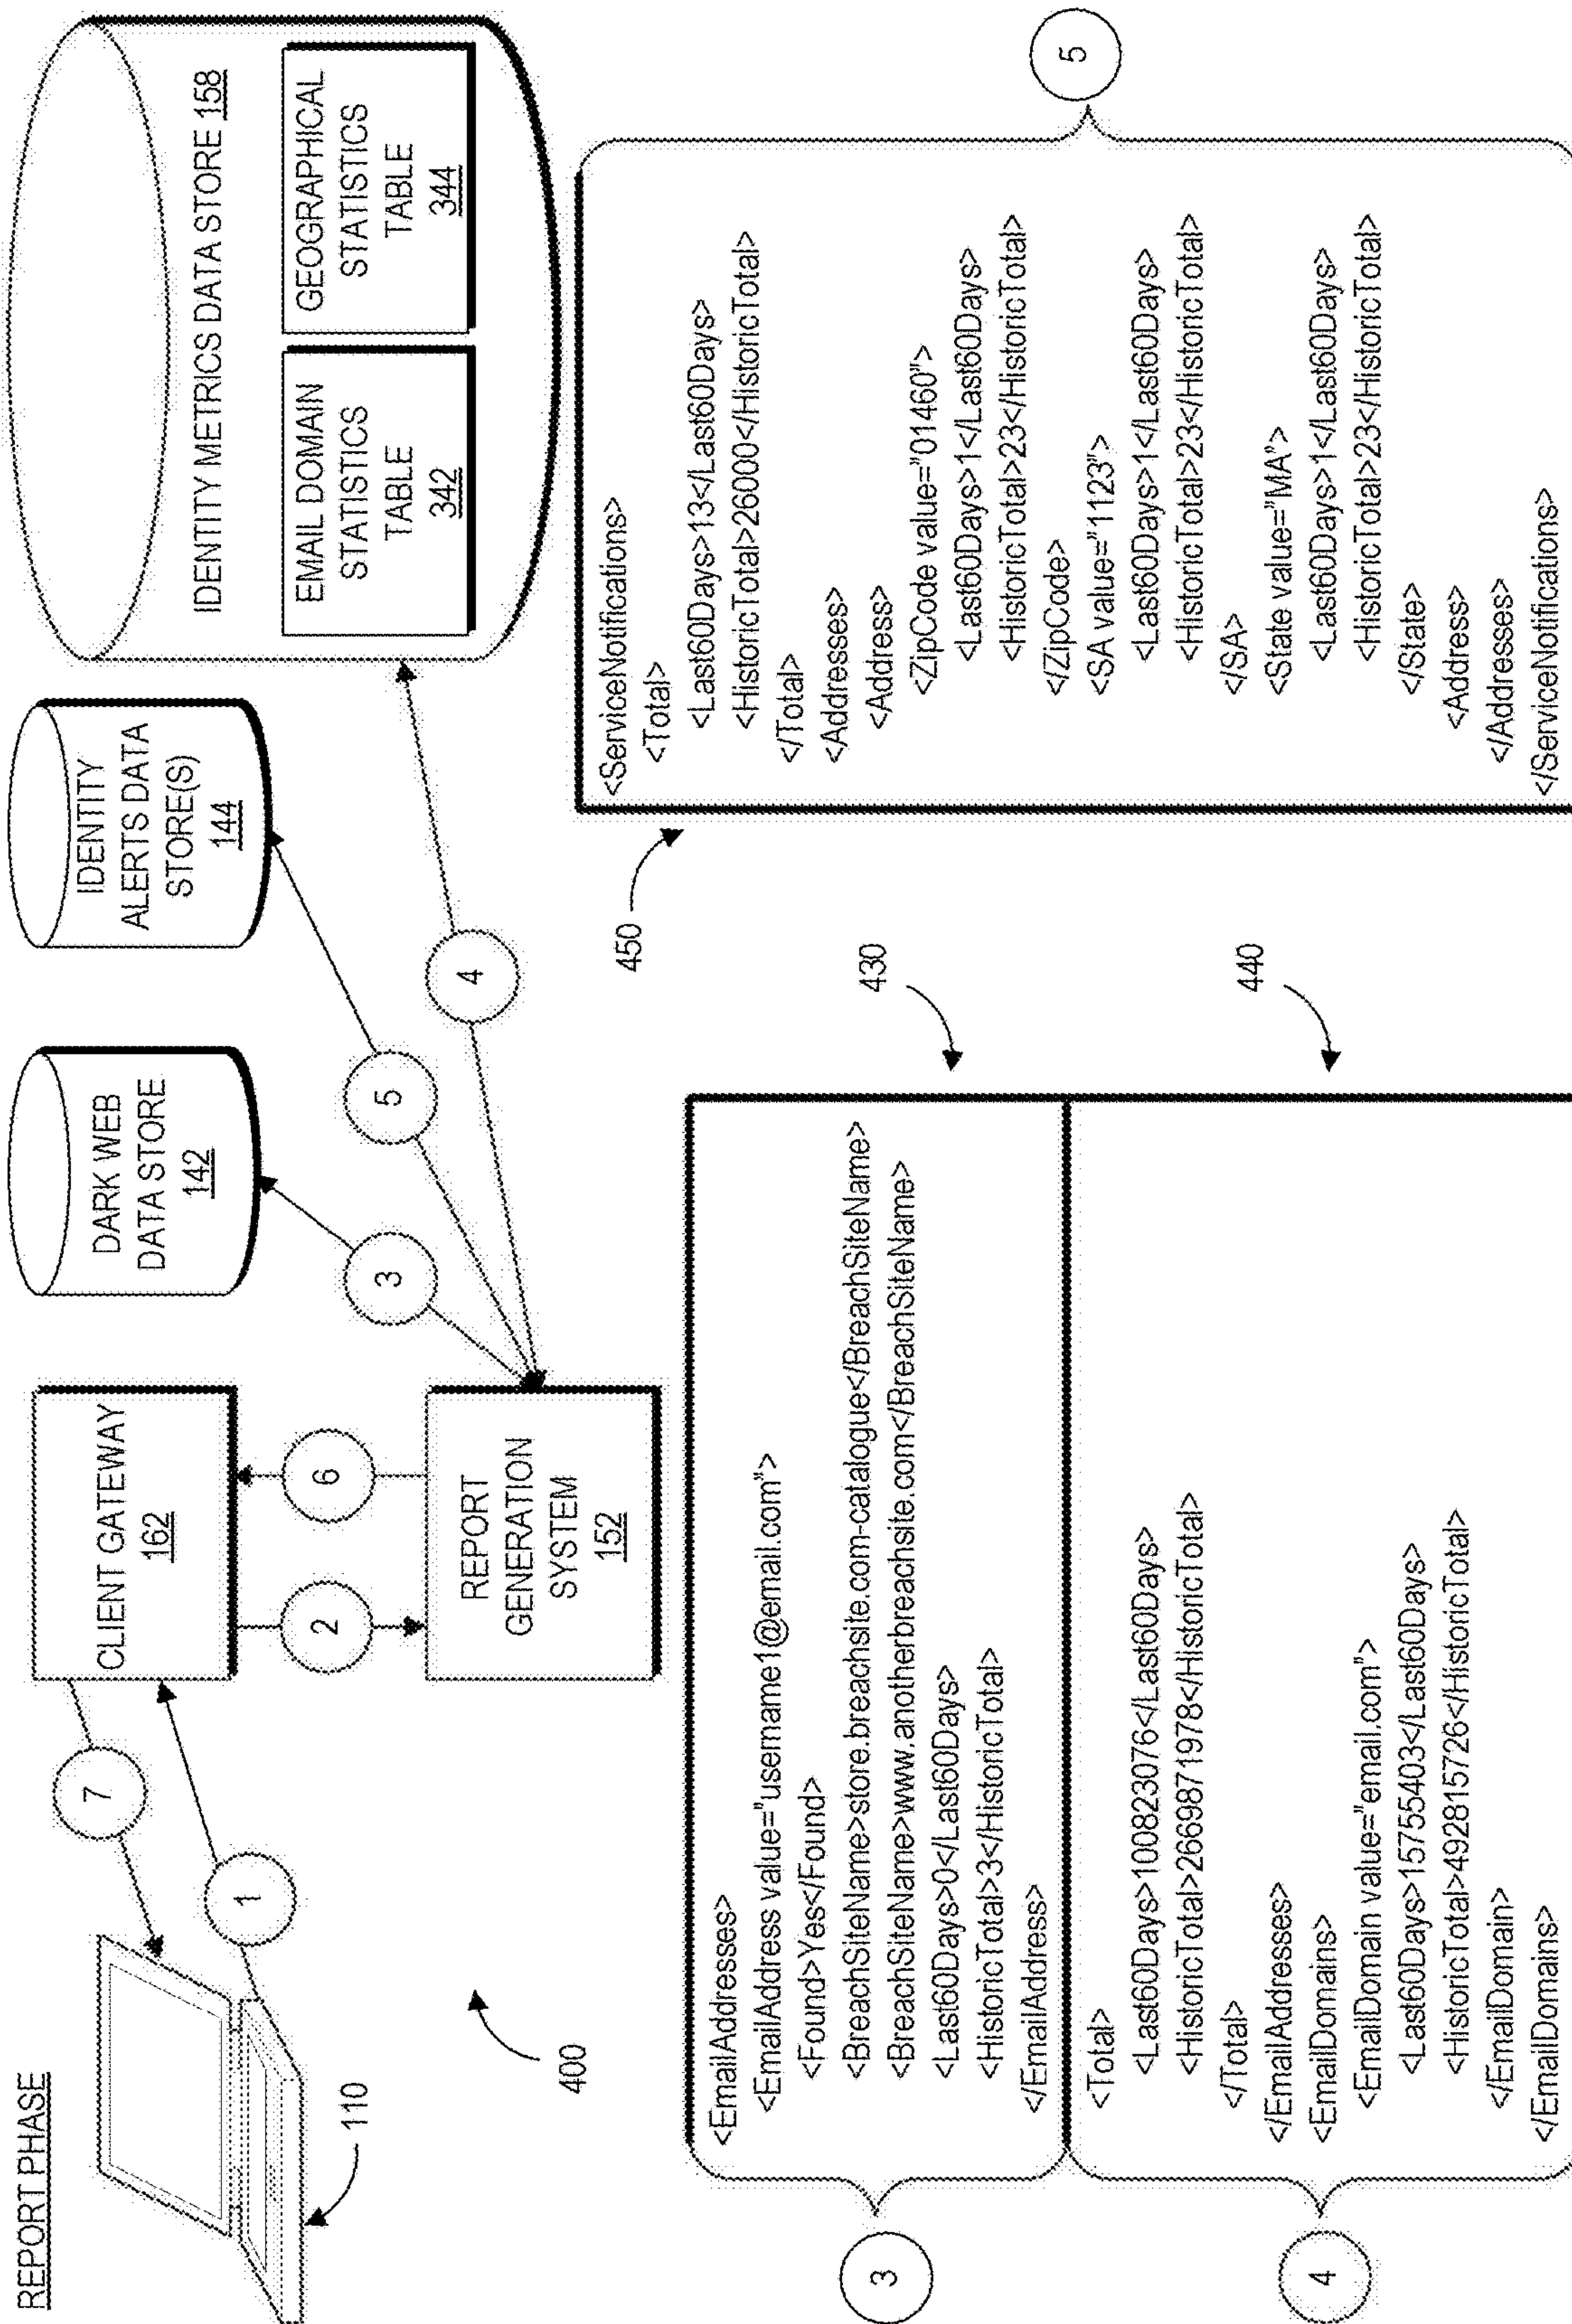 REPORT PHASE
110
400
7
1
CLIENT GATEWAY
162
2
6
REPORT
GENERATION
SYSTEM
152
3
5
4
DARK WEB
DATA STORE
142
IDENTITY
ALERTS DATA
STORE(S)
144
IDENTITY METRICS DATA STORE 158
EMAIL DOMAIN
STATISTICS
TABLE
342
GEOGRAPHICAL
STATISTICS
TABLE
344
3
<EmailAddresses>
<EmailAddress value="username1@email.com">
<Found>Yes</Found>
<BreachSiteName>store.breachsite.com-catalogue</BreachSiteName>
<BreachSiteName>www.anotherbreachsite.com</BreachSiteName>
<Last60Days>0</Last60Days>
<HistoricTotal>3</HistoricTotal>
</EmailAddress>
430
4
<Total>
<Last60Days>100823076</Last60Days>
<HistoricTotal>2669871978</HistoricTotal>
</Total>
</EmailAddresses>
<EmailDomains>
<EmailDomain value="email.com">
<Last60Days>15755403</Last60Days>
<HistoricTotal>492815726</HistoricTotal>
</EmailDomain>
</EmailDomains>
440
450
<ServiceNotifications>
<Total>
<Last60Days>13</Last60Days>
<HistoricTotal>26000</HistoricTotal>
</Total>
<Addresses>
<Address>
<ZipCode value="01460">
<Last60Days>1</Last60Days>
<HistoricTotal>23</HistoricTotal>
</ZipCode>
<SA value="1123">
<Last60Days>1</Last60Days>
<HistoricTotal>23</HistoricTotal>
</SA>
<State value="MA">
<Last60Days>1</Last60Days>
<HistoricTotal>23</HistoricTotal>
</State>
<Address>
</Addresses>
</ServiceNotifications>
5